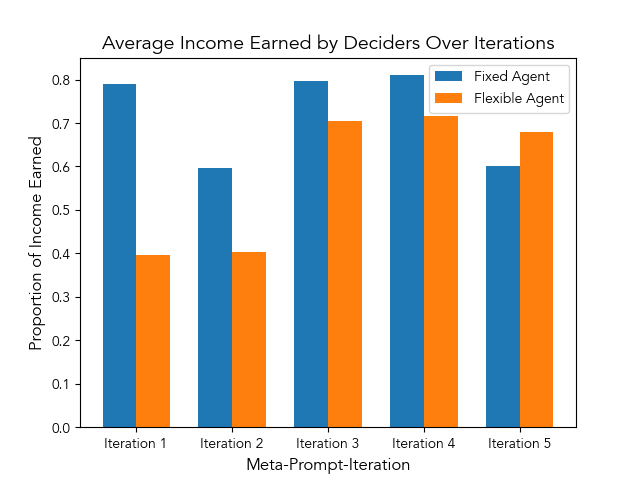 Average Income Earned by Deciders Over Iterations
Fixed Agent
Flexible Agent
Proportion of Income Earned
0.8
0.7
0.6
0.5
0.4
0.3
0.2
0.1
0.0
Iteration 1 Iteration 2 Iteration 3 Iteration 4 Iteration 5
Meta-Prompt-Iteration